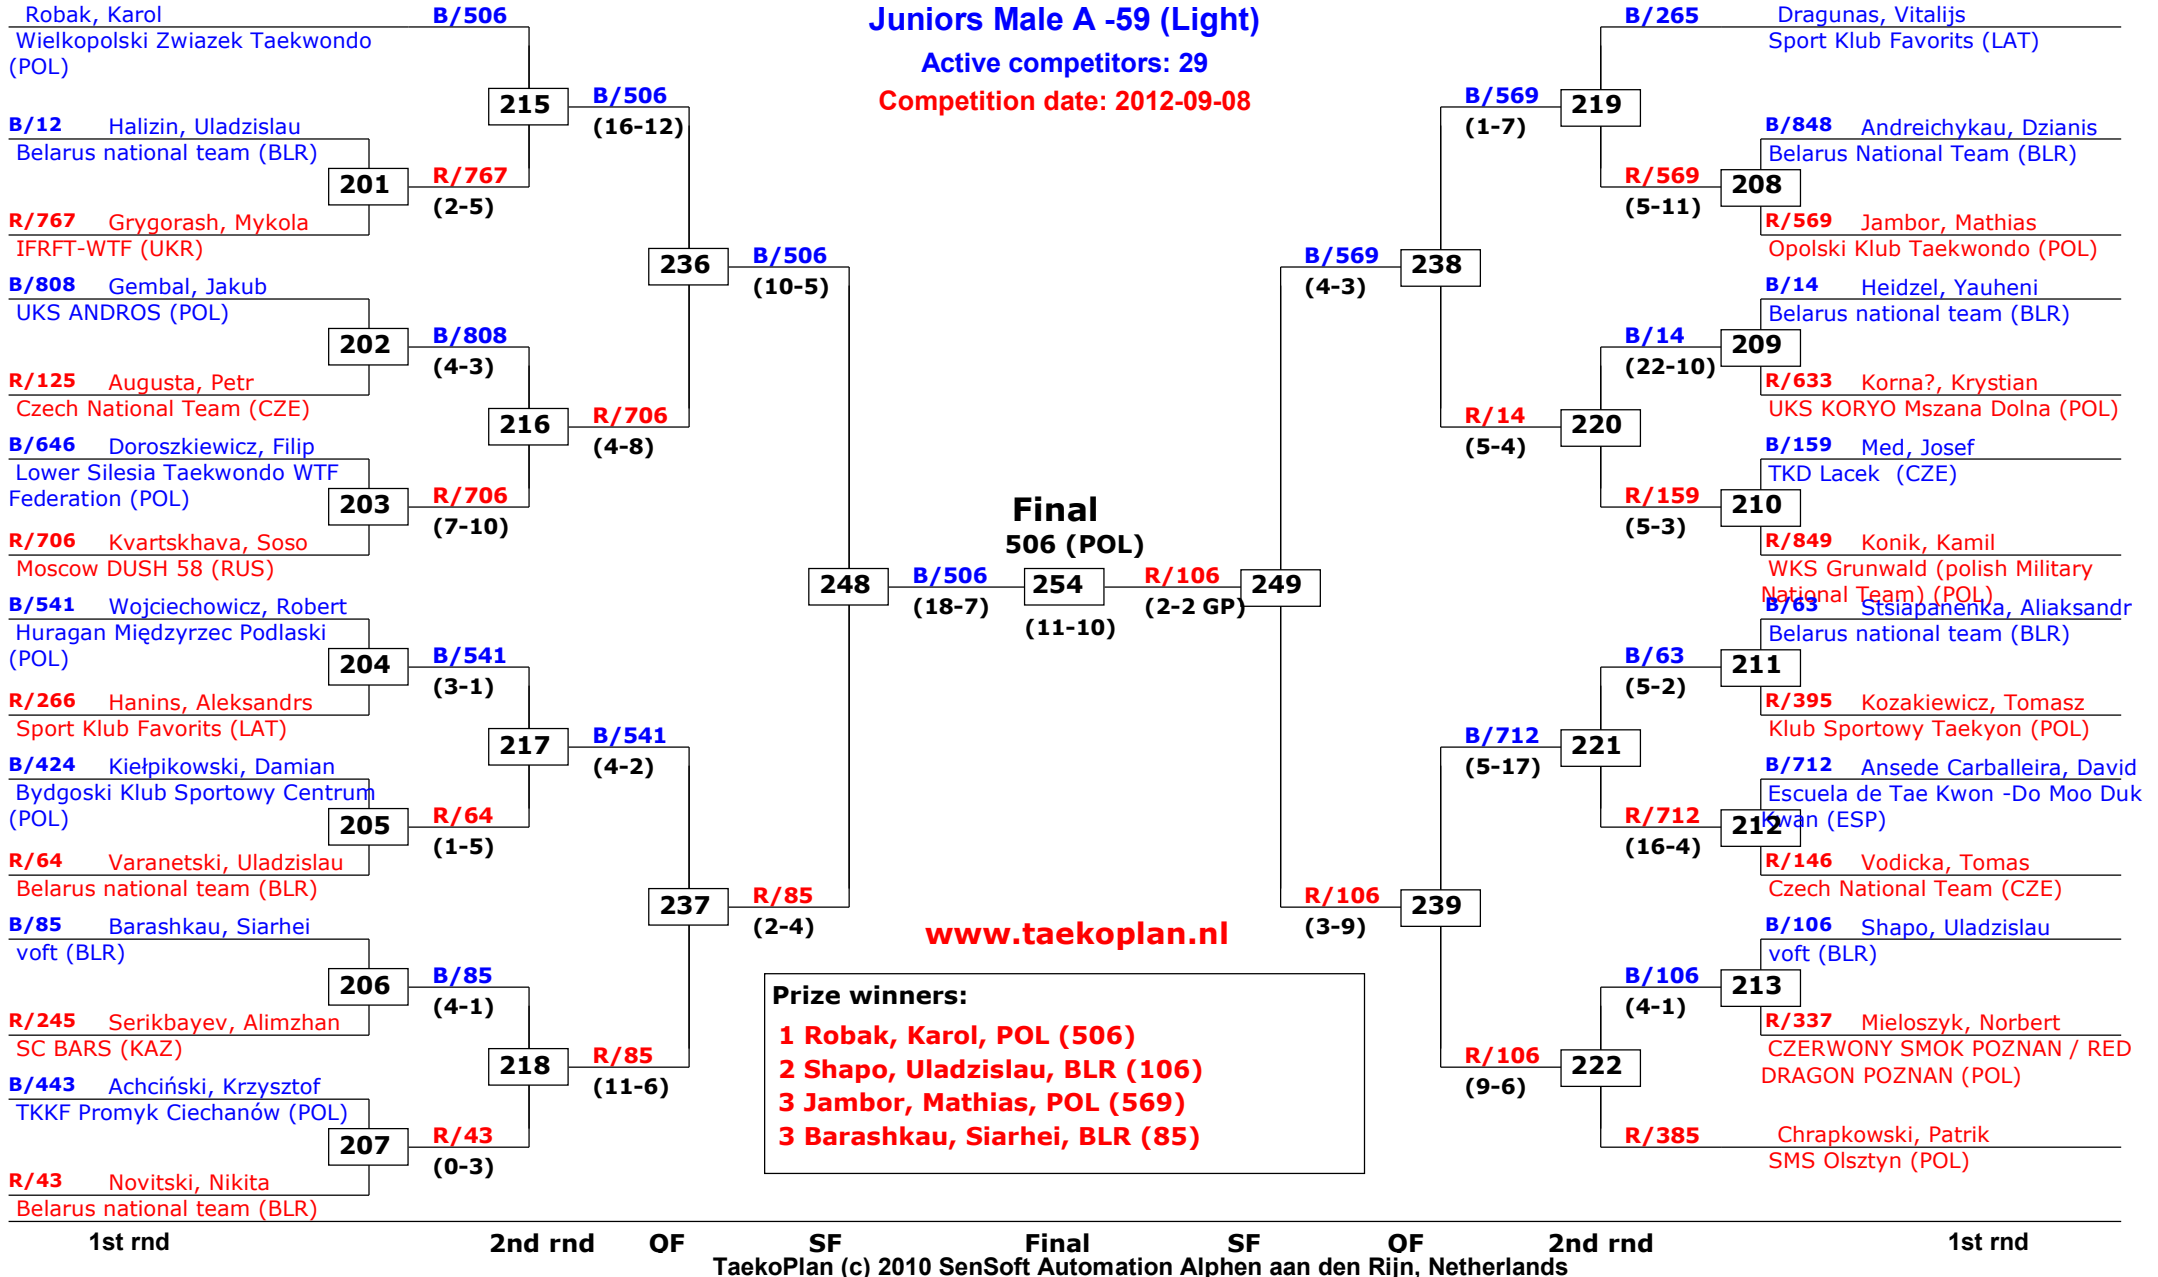 Juniors Male A -59 (Light)
Active competitors: 29
Competition date: 2012-09-08
Robak, Karol
Wielkopolski Zwiazek Taekwondo
(POL)
B/12 Halizin, Uladzislau
Belarus national team (BLR)
R/767 Grygorash, Mykola
IFRFT-WTF (UKR)
B/808 Gembal, Jakub
UKS ANDROS (POL)
R/125 Augusta, Petr
Czech National Team (CZE)
B/646 Doroszkiewicz, Filip
Lower Silesia Taekwondo WTF
Federation (POL)
R/706 Kvartskhava, Soso
Moscow DUSH 58 (RUS)
B/541 Wojciechowicz, Robert
Huragan Międzyrzec Podlaski
(POL)
R/266 Hanins, Aleksandrs
Sport Klub Favorits (LAT)
B/424 Kiełpikowski, Damian
Bydgoski Klub Sportowy Centrum
(POL)
R/64 Varanetski, Uladzislau
Belarus national team (BLR)
B/85 Barashkau, Siarhei
voft (BLR)
R/245 Serikbayev, Alimzhan
SC BARS (KAZ)
B/443 Achciński, Krzysztof
TKKF Promyk Ciechanów (POL)
R/43 Novitski, Nikita
Belarus national team (BLR)
201
202
203
204
205
206
207
B/506
R/767
(2-5)
B/808
(4-3)
R/706
(7-10)
B/541
(3-1)
R/64
(1-5)
B/85
(4-1)
R/43
(0-3)
215
216
217
218
B/506
(16-12)
R/706
(4-8)
B/541
(4-2)
R/85
(11-6)
236
237
B/506
(10-5)
R/85
(2-4)
248
B/506
(18-7)
Final
506 (POL)
254
(11-10)
R/106
(2-2 GP)
249
B/569
(4-3)
R/106
(3-9)
238
239
B/569
(1-7)
R/14
(5-4)
B/712
(5-17)
R/106
(9-6)
219
220
221
222
B/265
R/569
(5-11)
B/14
(22-10)
R/159
(5-3)
B/63
(5-2)
R/712
(16-4)
B/106
(4-1)
R/385
208
209
210
211
212
213
Dragunas, Vitalijs
Sport Klub Favorits (LAT)
B/848 Andreichykau, Dzianis
Belarus National Team (BLR)
R/569 Jambor, Mathias
Opolski Klub Taekwondo (POL)
B/14 Heidzel, Yauheni
Belarus national team (BLR)
R/633 Korna?, Krystian
UKS KORYO Mszana Dolna (POL)
B/159 Med, Josef
TKD Lacek (CZE)
R/849 Konik, Kamil
WKS Grunwald (polish Military
National Team) (POL)
B/63 Stsiapanenka, Aliaksandr
Belarus national team (BLR)
R/395 Kozakiewicz, Tomasz
Klub Sportowy Taekyon (POL)
B/712 Ansede Carballeira, David
Escuela de Tae Kwon -Do Moo Duk
Kwan (ESP)
R/146 Vodicka, Tomas
Czech National Team (CZE)
B/106 Shapo, Uladzislau
voft (BLR)
R/337 Mieloszyk, Norbert
CZERWONY SMOK POZNAN / RED
DRAGON POZNAN (POL)
Chrapkowski, Patrik
SMS Olsztyn (POL)
www.taekoplan.nl
Prize winners:
1 Robak, Karol, POL (506)
2 Shapo, Uladzislau, BLR (106)
3 Jambor, Mathias, POL (569)
3 Barashkau, Siarhei, BLR (85)
1st rnd 2nd rnd QF SF Final SF QF 2nd rnd 1st rnd
TaekoPlan (c) 2010 SenSoft Automation Alphen aan den Rijn, Netherlands